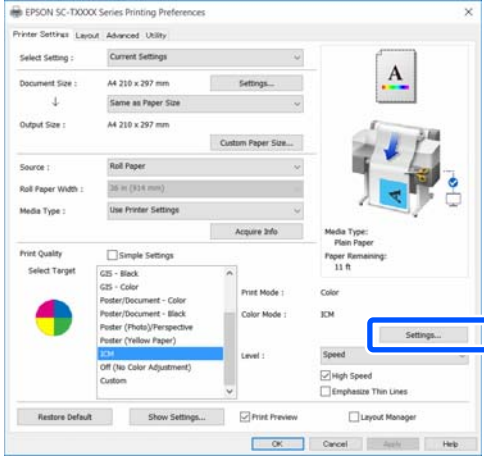 EPSON SC-TXXXX Series Printing Preferences
Printer Settings Layout Advanced Utility
Select Setting : Current Settings
Document Size : A4 210 x 297 mm Settings...
Same as Paper Size
Output Size : A4 210 x 297 mm
Custom Paper Size...
Source : Roll Paper
Roll Paper Width : 36 in (914 mm)
Media Type : Use Printer Settings
Acquire Info
A
Media Type:
Plain Paper
Paper Remaining:
11 ft
Print Quality Simple Settings
Select Target
GIS - Black
GIS - Color
Poster/Document - Color
Poster/Document - Black
Poster (Photo)/Perspective
Poster (Yellow Paper)
ICM
Off (No Color Adjustment)
Custom
Print Mode : Color
Color Mode : ICM
Settings...
Level : Speed
High Speed
Emphasize Thin Lines
Restore Default Show Settings... Print Preview Layout Manager
OK Cancel Apply Help